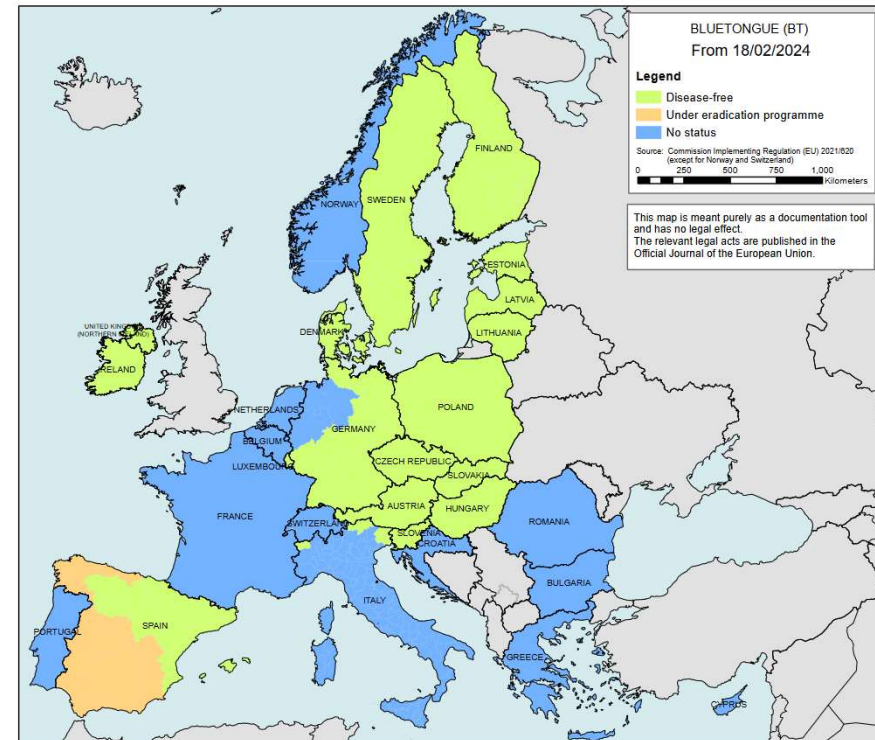 BLUETONGUE (BT)
From 18/02/2024
Legend
Disease-free
Under eradication programme
No status
Source: Commission Implementing Regulation (EU) 2021/620
(except for Norway and Switzerland)
0 250 500 750 1,000
Kilometers
This map is meant purely as a documentation tool
and has no legal effect.
The relevant legal acts are published in the
Official Journal of the European Union.
FINLAND
NORWAY
SWEDEN
ESTONIA
LATVIA
LITHUANIA
DENMARK
UNITED KINGDOM
(NORTHERN IRELAND)
IRELAND
NETHERLANDS
POLAND
GERMANY
BELGIUM
LUXEMBOURG
CZECH REPUBLIC
SLOVAKIA
AUSTRIA
HUNGARY
FRANCE
SWITZERLAND
SLOVENIA
CROATIA
ROMANIA
BULGARIA
ITALY
SPAIN
PORTUGAL
GREECE
CYPRUS